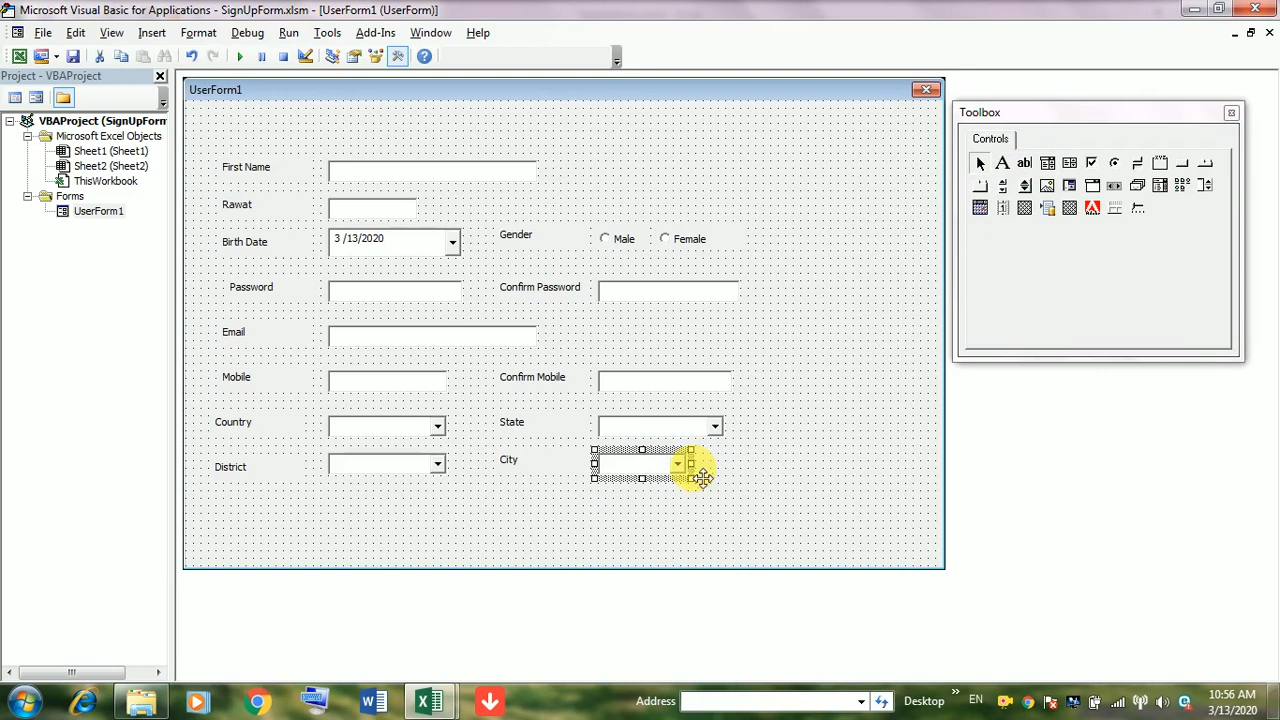 Microsoft Visual Basic for Applications - SignUpForm.xlsm - [UserForm1 (UserForm)]
File Edit View Insert Format Debug Run Tools Add-Ins Window Help
Project - VBAProject
VBAProject (SignUpForm
Microsoft Excel Objects
Sheet1 (Sheet1)
Sheet2 (Sheet2)
ThisWorkbook
Forms
UserForm1
UserForm1
First Name
Rawat
Birth Date 3 /13/2020 Gender Male Female
Password Confirm Password
Email
Mobile Confirm Mobile
Country State
District City
Toolbox
Controls
A ab|
Address Desktop » EN
10:56 AM
3/13/2020